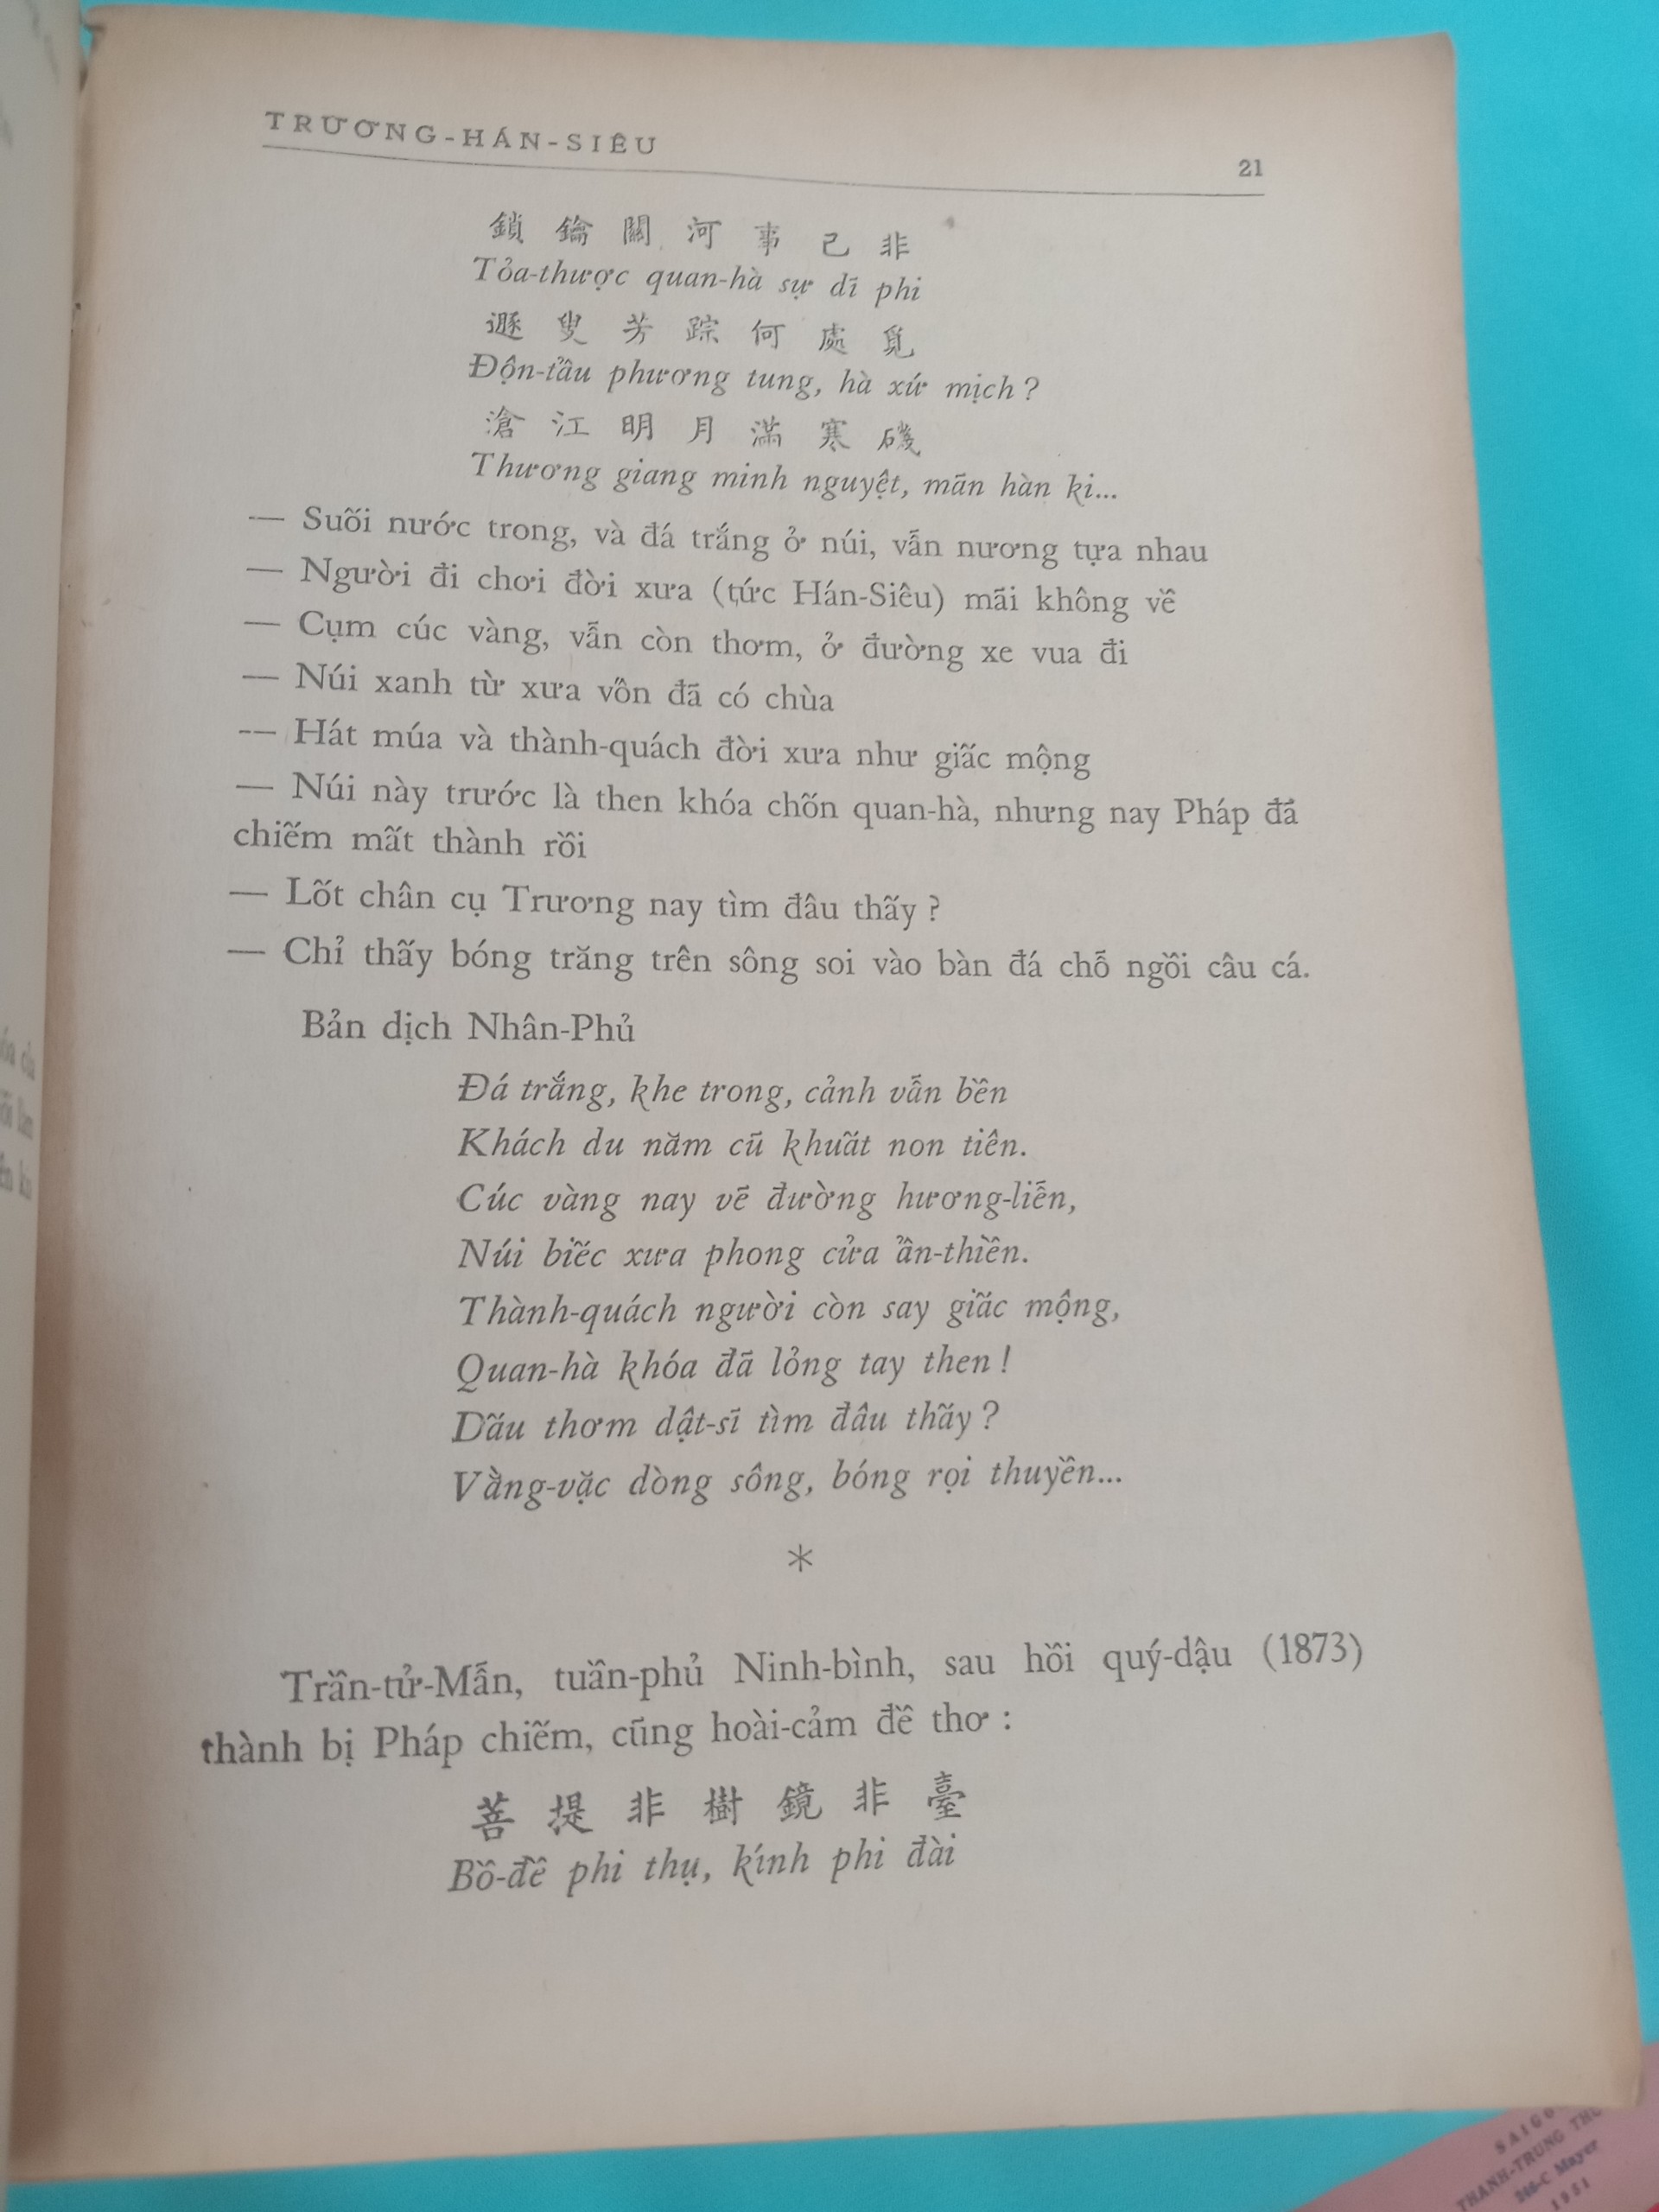 TRƯƠNG-HÁN-SIÊU
21
鎖鑰關河事已非
Tỏa-thược quan-hà sự dĩ phi
遯叟芳踪何處覓
Độn-tẩu phương tung, hà xứ mịch ?
滄江明月滿寒磯
Thương giang minh nguyệt, mãn hàn ki...
— Suối nước trong, và đá trắng ở núi, vẫn nương tựa nhau
— Người đi chơi đời xưa (tức Hán-Siêu) mãi không về
— Cụm cúc vàng, vẫn còn thơm, ở đường xe vua đi
— Núi xanh từ xưa vốn đã có chùa
— Hát múa và thành-quách đời xưa như giấc mộng
— Núi này trước là then khóa chốn quan-hà, nhưng nay Pháp đã
chiếm mất thành rồi
— Lốt chân cụ Trương nay tìm đâu thấy ?
— Chỉ thấy bóng trăng trên sông soi vào bàn đá chỗ ngồi câu cá.
Bản dịch Nhân-Phủ
Đá trắng, khe trong, cảnh vẫn bền
Khách du năm cũ khuất non tiên.
Cúc vàng nay vẽ đường hương-liễn,
Núi biếc xưa phong cửa ẩn-thiền.
Thành-quách người còn say giấc mộng,
Quan-hà khóa đã lỏng tay then !
Dấu thơm dật-sĩ tìm đâu thấy ?
Vằng-vặc dòng sông, bóng rọi thuyền...
*
Trần-tử-Mẫn, tuần-phủ Ninh-bình, sau hồi quý-dậu (1873)
thành bị Pháp chiếm, cũng hoài-cảm đề thơ :
菩提非樹鏡非臺
Bồ-đề phi thụ, kính phi đài
THANH-TRUNG
366-C Mayer
1951